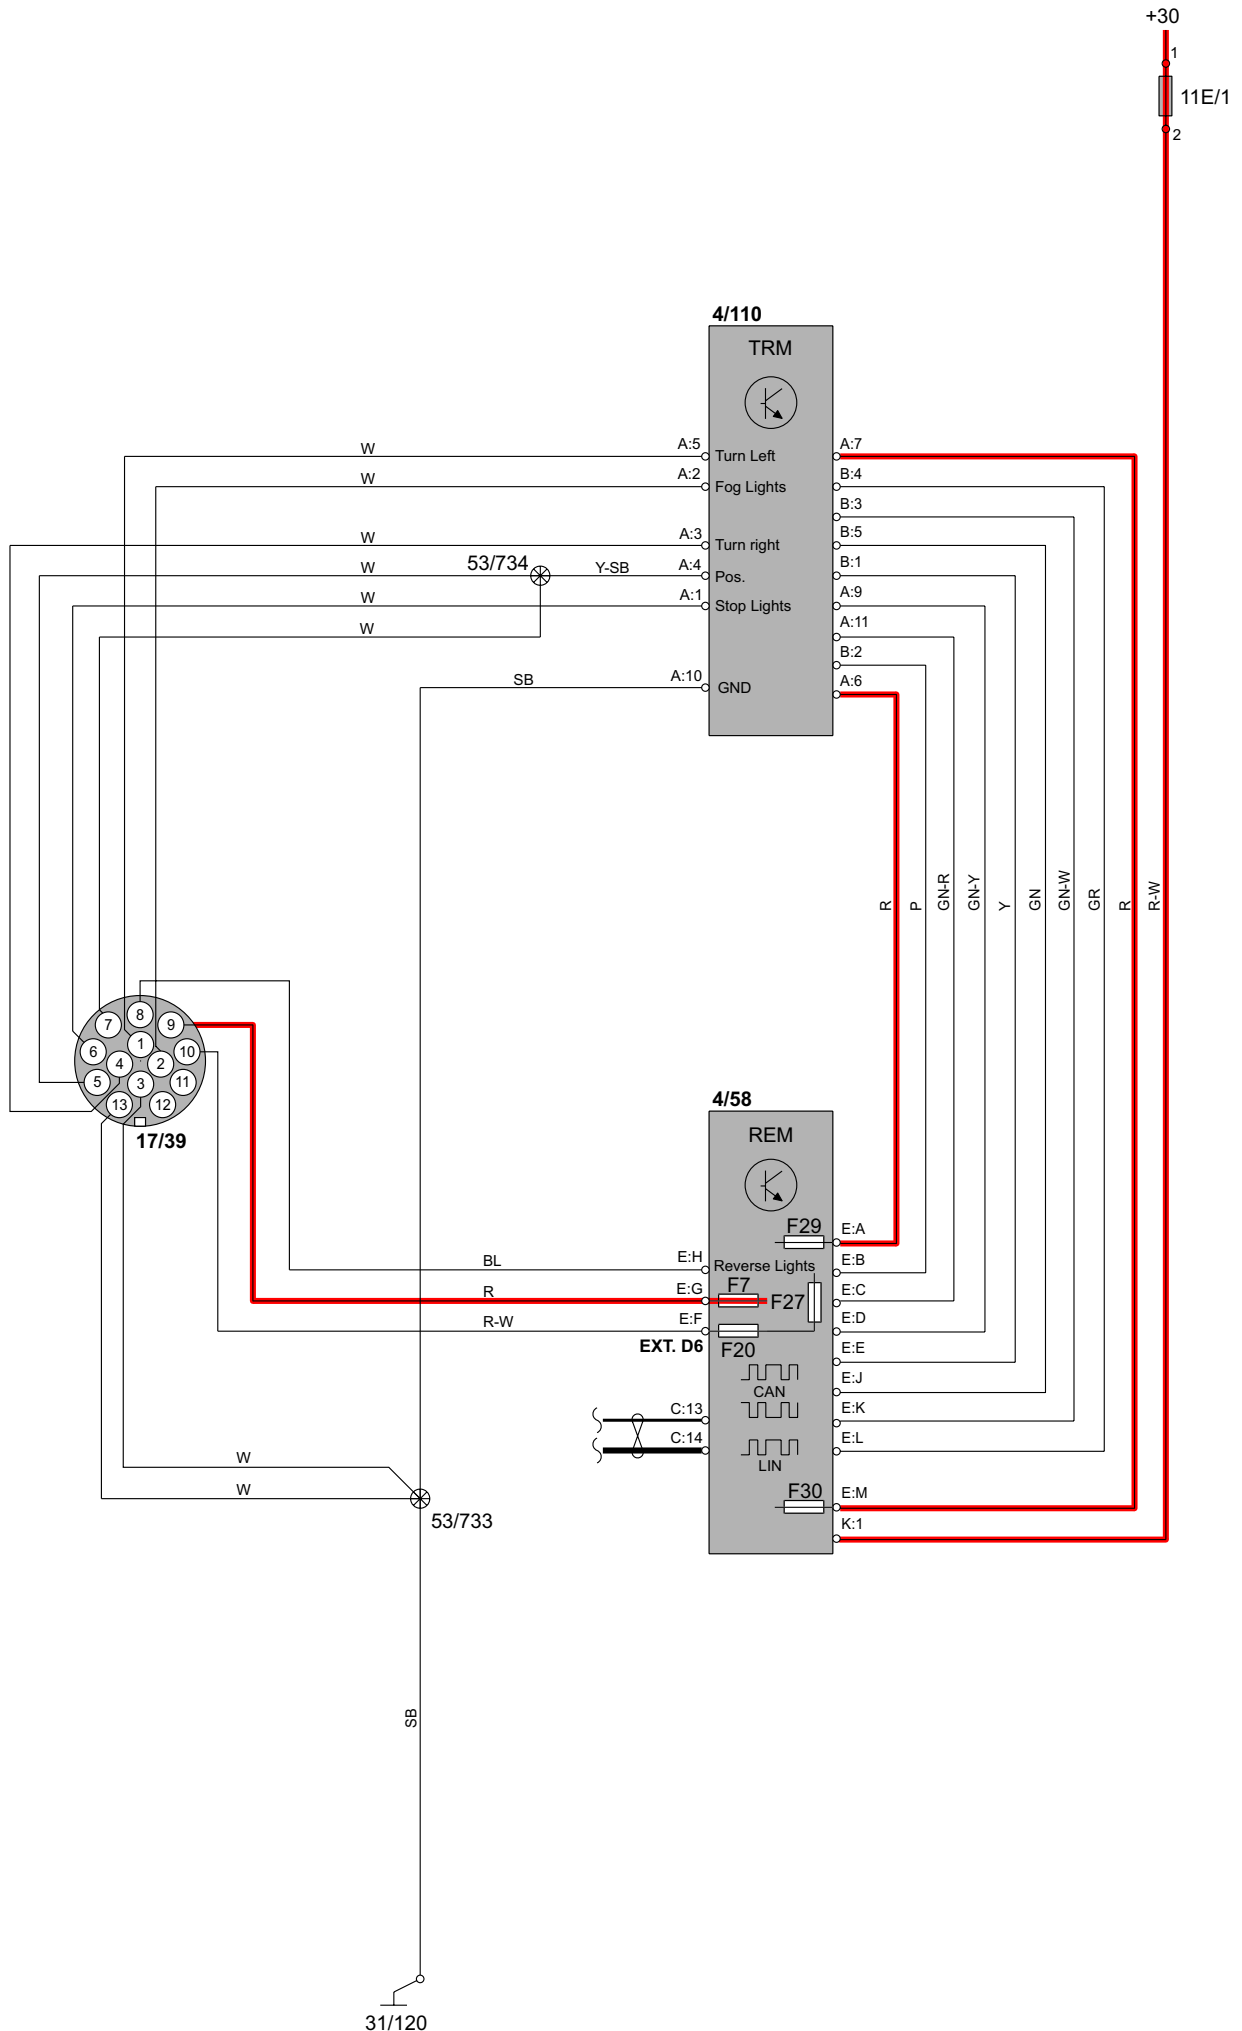 +30
1
11E/1
2
4/110
TRM
W A:5 Turn Left A:7
W A:2 Fog Lights B:4
B:3
W A:3 Turn right B:5
W 53/734 Y-SB A:4 Pos. B:1
W A:1 Stop Lights A:9
W A:11
B:2
SB A:10 GND A:6
R P GN-R GN-Y Y GN GN-W GR R R-W
8
7 9
1
6 10
4 2
5 3 11
13 12
17/39
4/58
REM
F29 E:A
BL E:H Reverse Lights E:B
R E:G F7 F27 E:C
R-W E:F E:D
EXT. D6 F20 E:E
CAN E:J
C:13 E:K
C:14 LIN E:L
W
W F30 E:M
53/733 K:1
SB
31/120